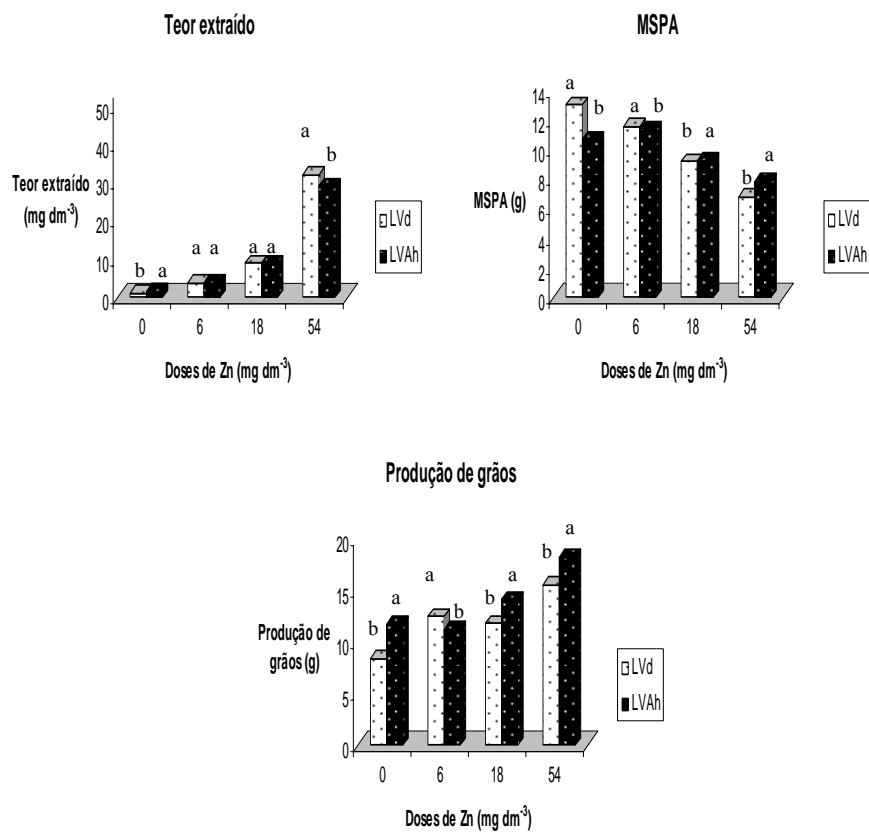 Teor extraído
Teor extraído
(mg dm-3)
50
40
30
20
10
0
b a
a a
a a
a
b
0 6 18 54
Doses de Zn (mg dm-3)
LVd
LVAh
MSPA
MSPA (g)
14
12
10
8
6
4
2
0
a b
a b
b a
b a
0 6 18 54
Doses de Zn (mg dm-3)
LVd
LVAh
Produção de grãos
Produção de
grãos (g)
20
15
10
5
0
b a
a b
b a
b a
0 6 18 54
Doses de Zn (mg dm-3)
LVd
LVAh